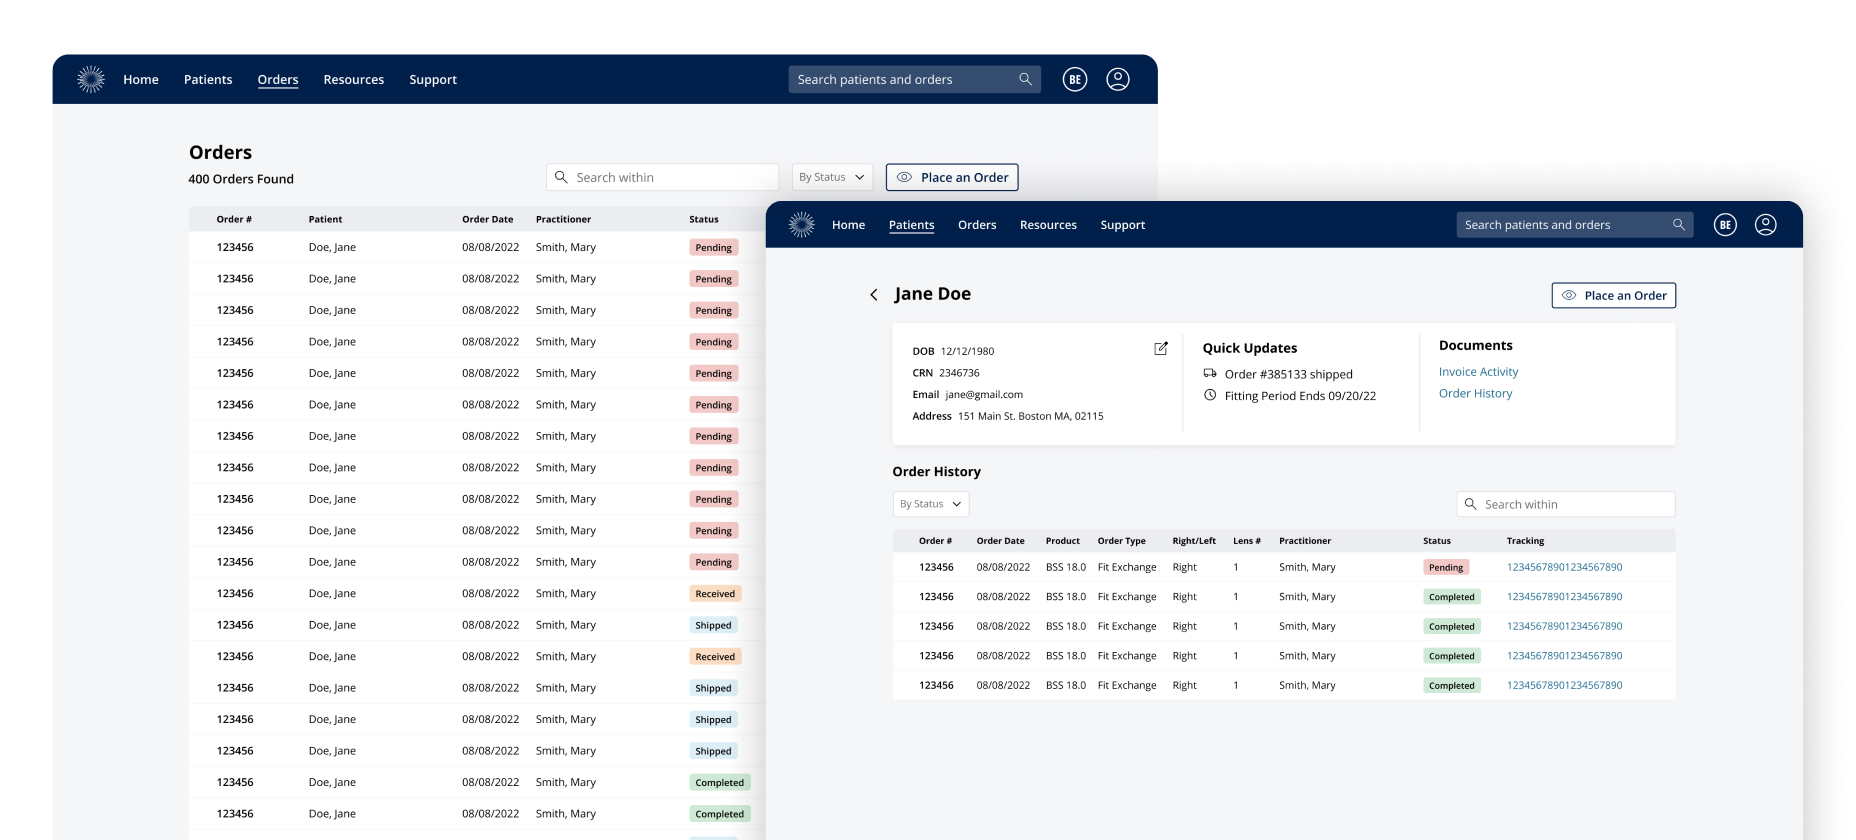 Home Patients Orders Resources Support Search patients and orders BE
Orders
400 Orders Found
Search within By Status Place an Order
Order # Patient Order Date Practitioner Status
123456 Doe, Jane 08/08/2022 Smith, Mary Pending
123456 Doe, Jane 08/08/2022 Smith, Mary Pending
123456 Doe, Jane 08/08/2022 Smith, Mary Pending
123456 Doe, Jane 08/08/2022 Smith, Mary Pending
123456 Doe, Jane 08/08/2022 Smith, Mary Pending
123456 Doe, Jane 08/08/2022 Smith, Mary Pending
123456 Doe, Jane 08/08/2022 Smith, Mary Pending
123456 Doe, Jane 08/08/2022 Smith, Mary Pending
123456 Doe, Jane 08/08/2022 Smith, Mary Pending
123456 Doe, Jane 08/08/2022 Smith, Mary Pending
123456 Doe, Jane 08/08/2022 Smith, Mary Pending
123456 Doe, Jane 08/08/2022 Smith, Mary Received
123456 Doe, Jane 08/08/2022 Smith, Mary Shipped
123456 Doe, Jane 08/08/2022 Smith, Mary Received
123456 Doe, Jane 08/08/2022 Smith, Mary Shipped
123456 Doe, Jane 08/08/2022 Smith, Mary Shipped
123456 Doe, Jane 08/08/2022 Smith, Mary Shipped
123456 Doe, Jane 08/08/2022 Smith, Mary Completed
123456 Doe, Jane 08/08/2022 Smith, Mary Completed
Home Patients Orders Resources Support Search patients and orders BE
Jane Doe Place an Order
DOB 12/12/1980
CRN 2346736
Email jane@gmail.com
Address 151 Main St. Boston MA, 02115
Quick Updates
Order #385133 shipped
Fitting Period Ends 09/20/22
Documents
Invoice Activity
Order History
Order History
By Status Search within
Order # Order Date Product Order Type Right/Left Lens # Practitioner Status Tracking
123456 08/08/2022 BSS 18.0 Fit Exchange Right 1 Smith, Mary Pending 12345678901234567890
123456 08/08/2022 BSS 18.0 Fit Exchange Right 1 Smith, Mary Completed 12345678901234567890
123456 08/08/2022 BSS 18.0 Fit Exchange Right 1 Smith, Mary Completed 12345678901234567890
123456 08/08/2022 BSS 18.0 Fit Exchange Right 1 Smith, Mary Completed 12345678901234567890
123456 08/08/2022 BSS 18.0 Fit Exchange Right 1 Smith, Mary Completed 12345678901234567890